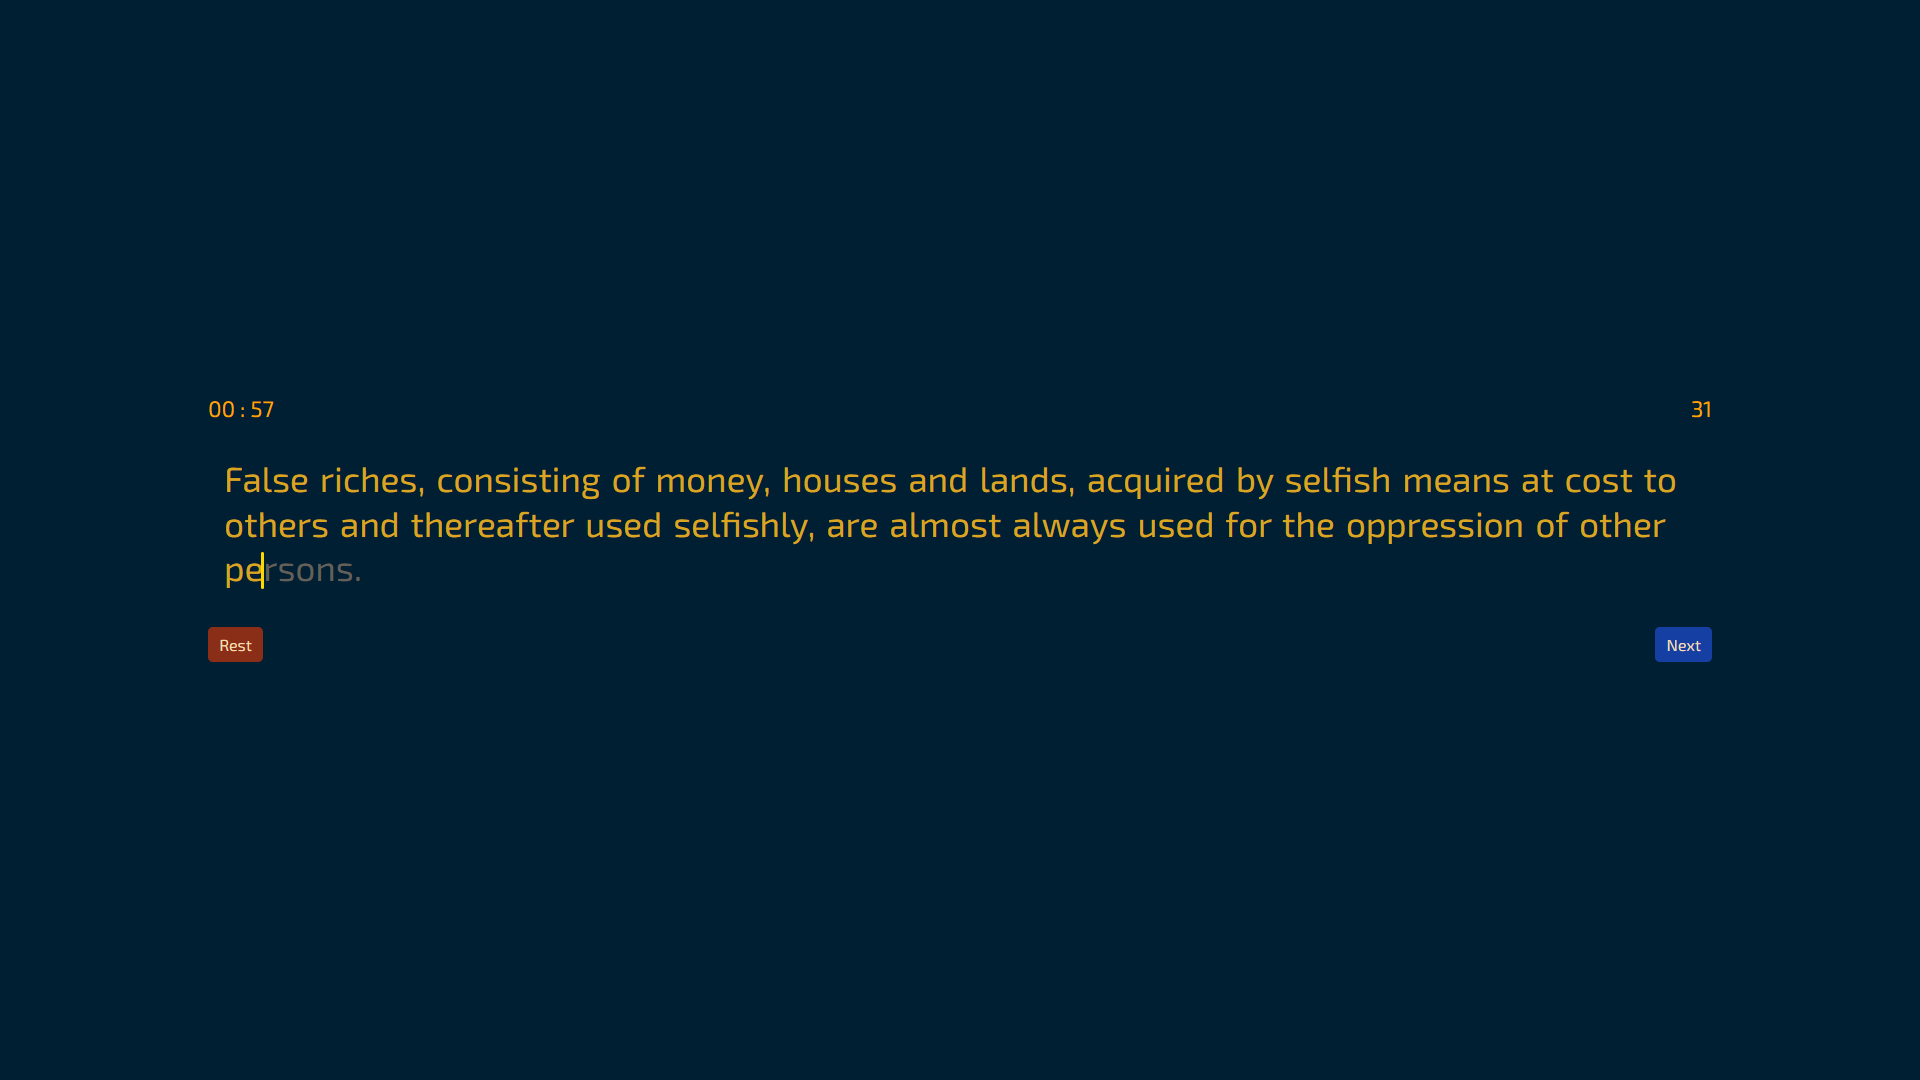 00 : 57
31
False riches, consisting of money, houses and lands, acquired by selfish means at cost to
others and thereafter used selfishly, are almost always used for the oppression of other
persons.
Rest
Next